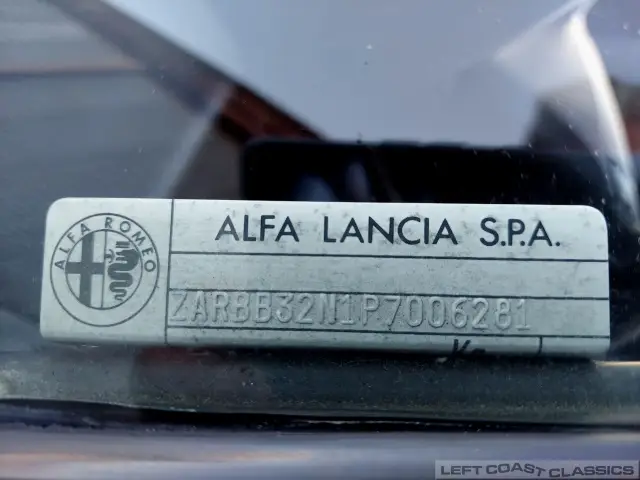 ALFA ROMEO
ALFA LANCIA S.P.A.
ZARBB32N1P7006281
LEFT COAST CLASSICS